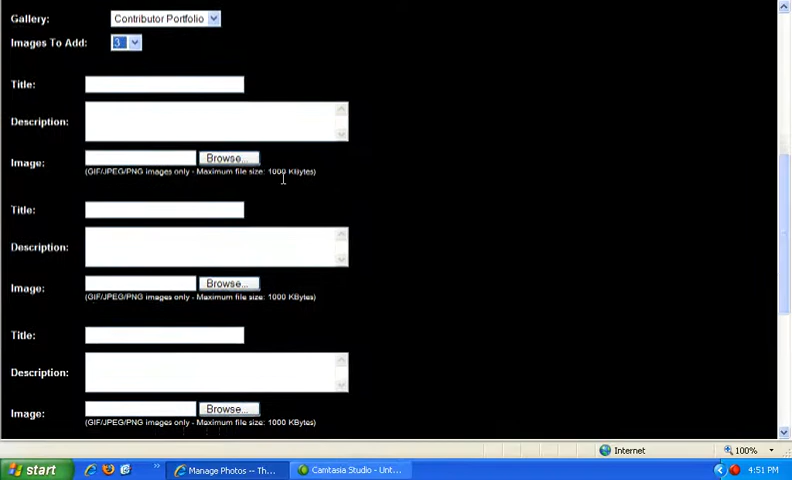 Gallery: Contributor Portfolio
Images To Add: 3
Title:
Description:
Image: Browse...
(GIF/JPEG/PNG images only - Maximum file size: 1000 KBytes)
Title:
Description:
Image: Browse...
(GIF/JPEG/PNG images only - Maximum file size: 1000 KBytes)
Title:
Description:
Image: Browse...
(GIF/JPEG/PNG images only - Maximum file size: 1000 KBytes)
Internet 100%
start Manage Photos -- Th... Camtasia Studio - Unt... 4:51 PM